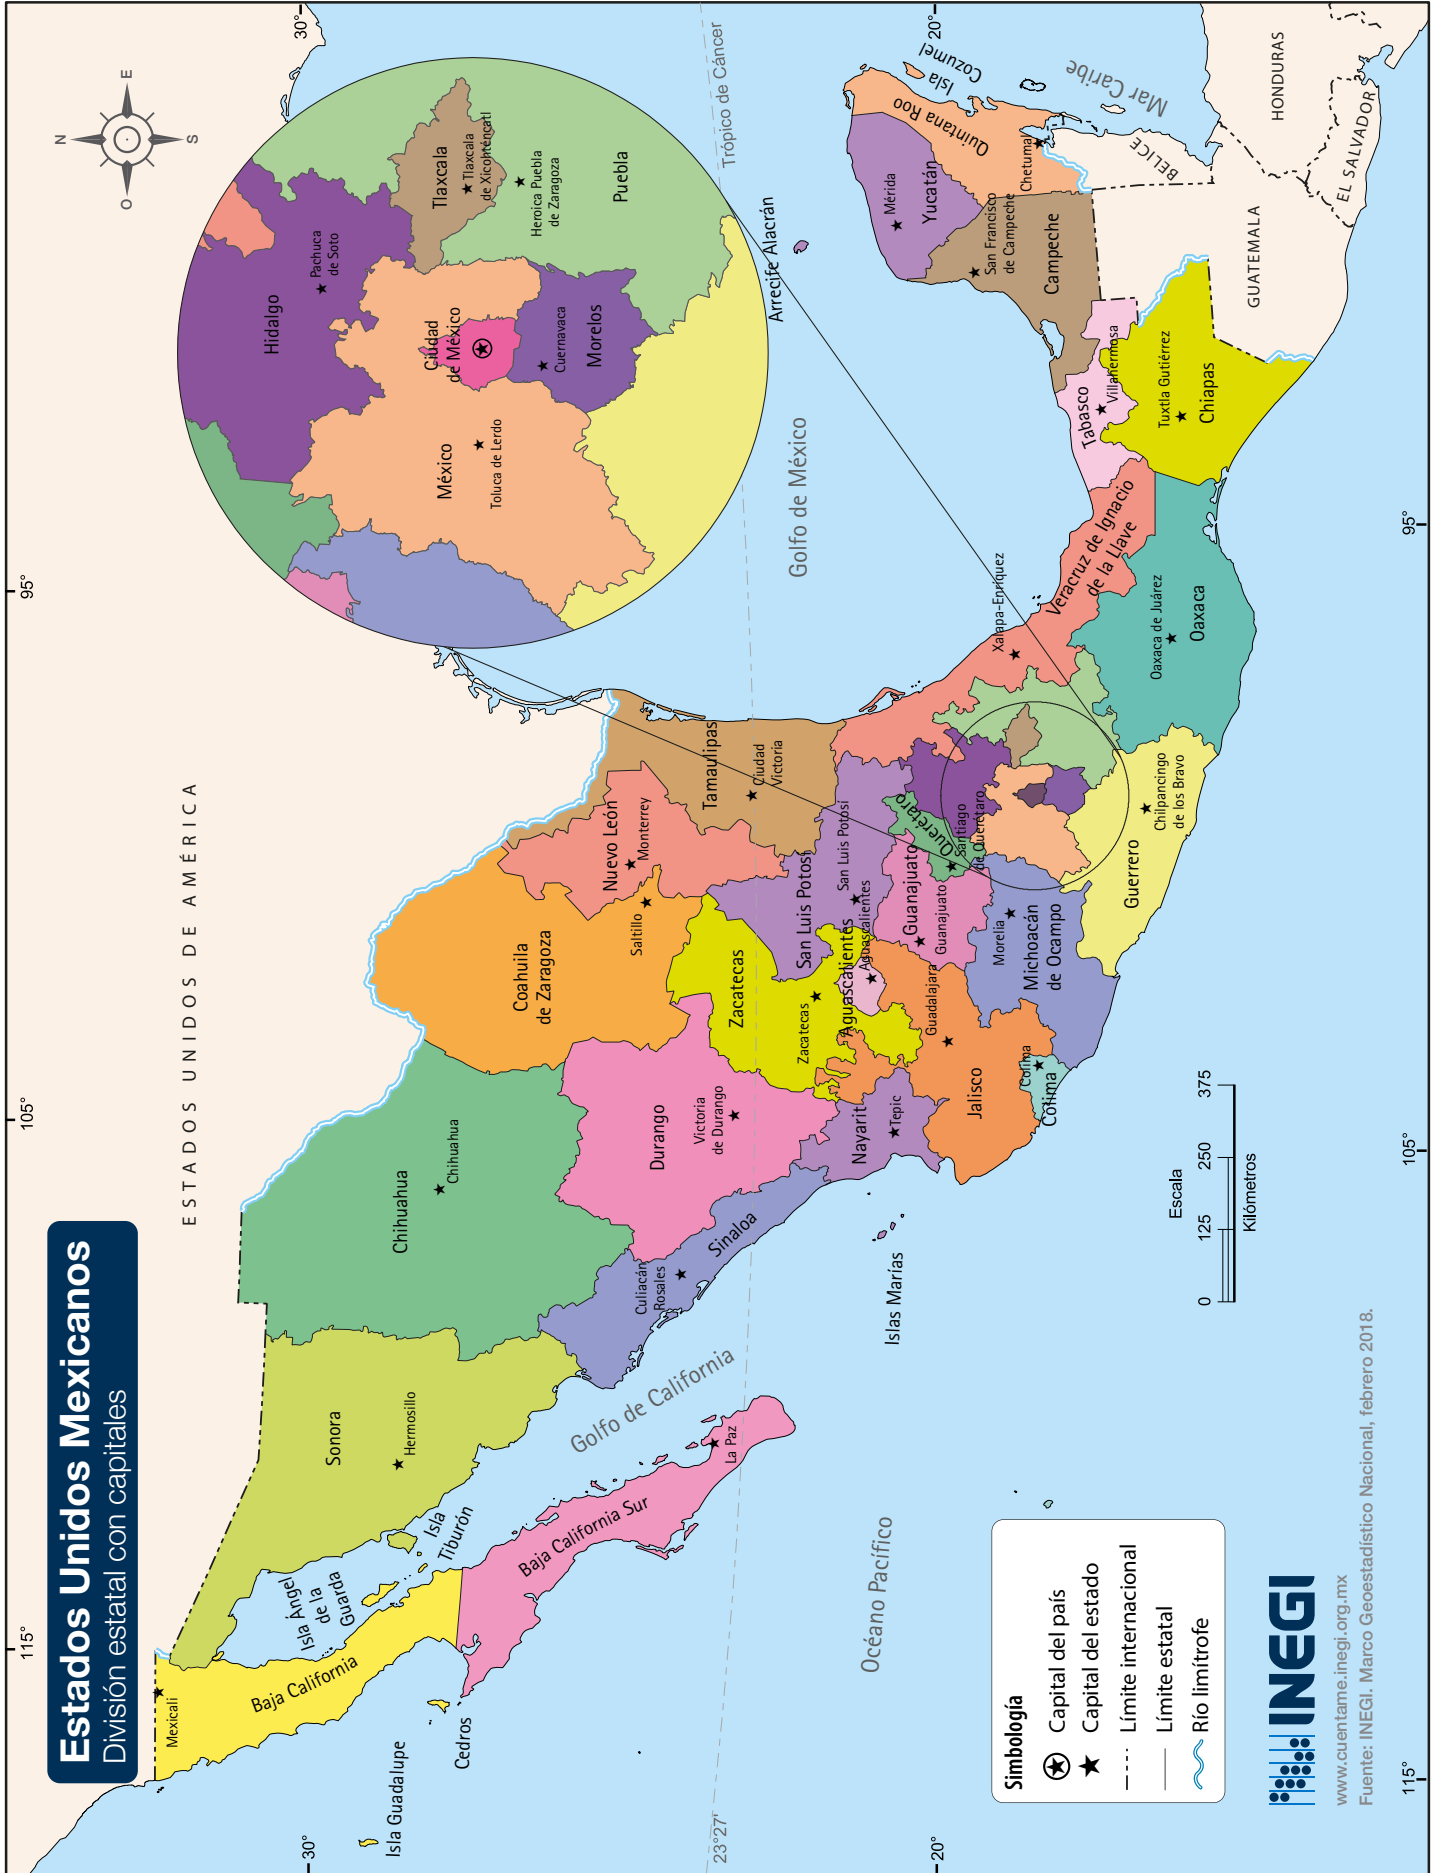 Estados Unidos Mexicanos
División estatal con capitales
115°
105°
95°
30°
30°
20°
20°
115°
105°
95°
N
S
E
O
ESTADOS UNIDOS DE AMÉRICA
Mexicali
Baja California
Isla Ángel
de la
Guarda
Isla
Tiburón
Isla Guadalupe
Cedros
Baja California Sur
La Paz
Golfo de California
Sonora
Hermosillo
Chihuahua
Chihuahua
Coahuila
de Zaragoza
Saltillo
Nuevo León
Monterrey
Tamaulipas
Ciudad
Victoria
Sinaloa
Culiacán
Rosales
Durango
Victoria
de Durango
Zacatecas
Zacatecas
San Luis Potosí
San Luis Potosí
Nayarit
Tepic
Islas Marías
Aguascalientes
Aguascalientes
Jalisco
Guadalajara
Guanajuato
Guanajuato
Querétaro
Santiago
de Querétaro
Colima
Colima
Michoacán
de Ocampo
Morelia
Guerrero
Chilpancingo
de los Bravo
Veracruz de Ignacio
de la Llave
Xalapa-Enríquez
Oaxaca de Juárez
Oaxaca
Tabasco
Villahermosa
Tuxtla Gutiérrez
Chiapas
Campeche
San Francisco
de Campeche
Mérida
Yucatán
Quintana Roo
Chetumal
Isla
Cozumel
Mar Caribe
Arrecife Alacrán
Golfo de México
Trópico de Cáncer
23°27'
Océano Pacífico
BELICE
GUATEMALA
HONDURAS
EL SALVADOR
Hidalgo
Pachuca
de Soto
Tlaxcala
Tlaxcala
de Xicohténcatl
Heroica Puebla
de Zaragoza
Puebla
Ciudad
de México
México
Toluca de Lerdo
Cuernavaca
Morelos
Escala
0 125 250 375
Kilómetros
Simbología
Capital del país
Capital del estado
Límite internacional
Límite estatal
Río limítrofe
INEGI
www.cuentame.inegi.org.mx
Fuente: INEGI. Marco Geoestadístico Nacional, febrero 2018.